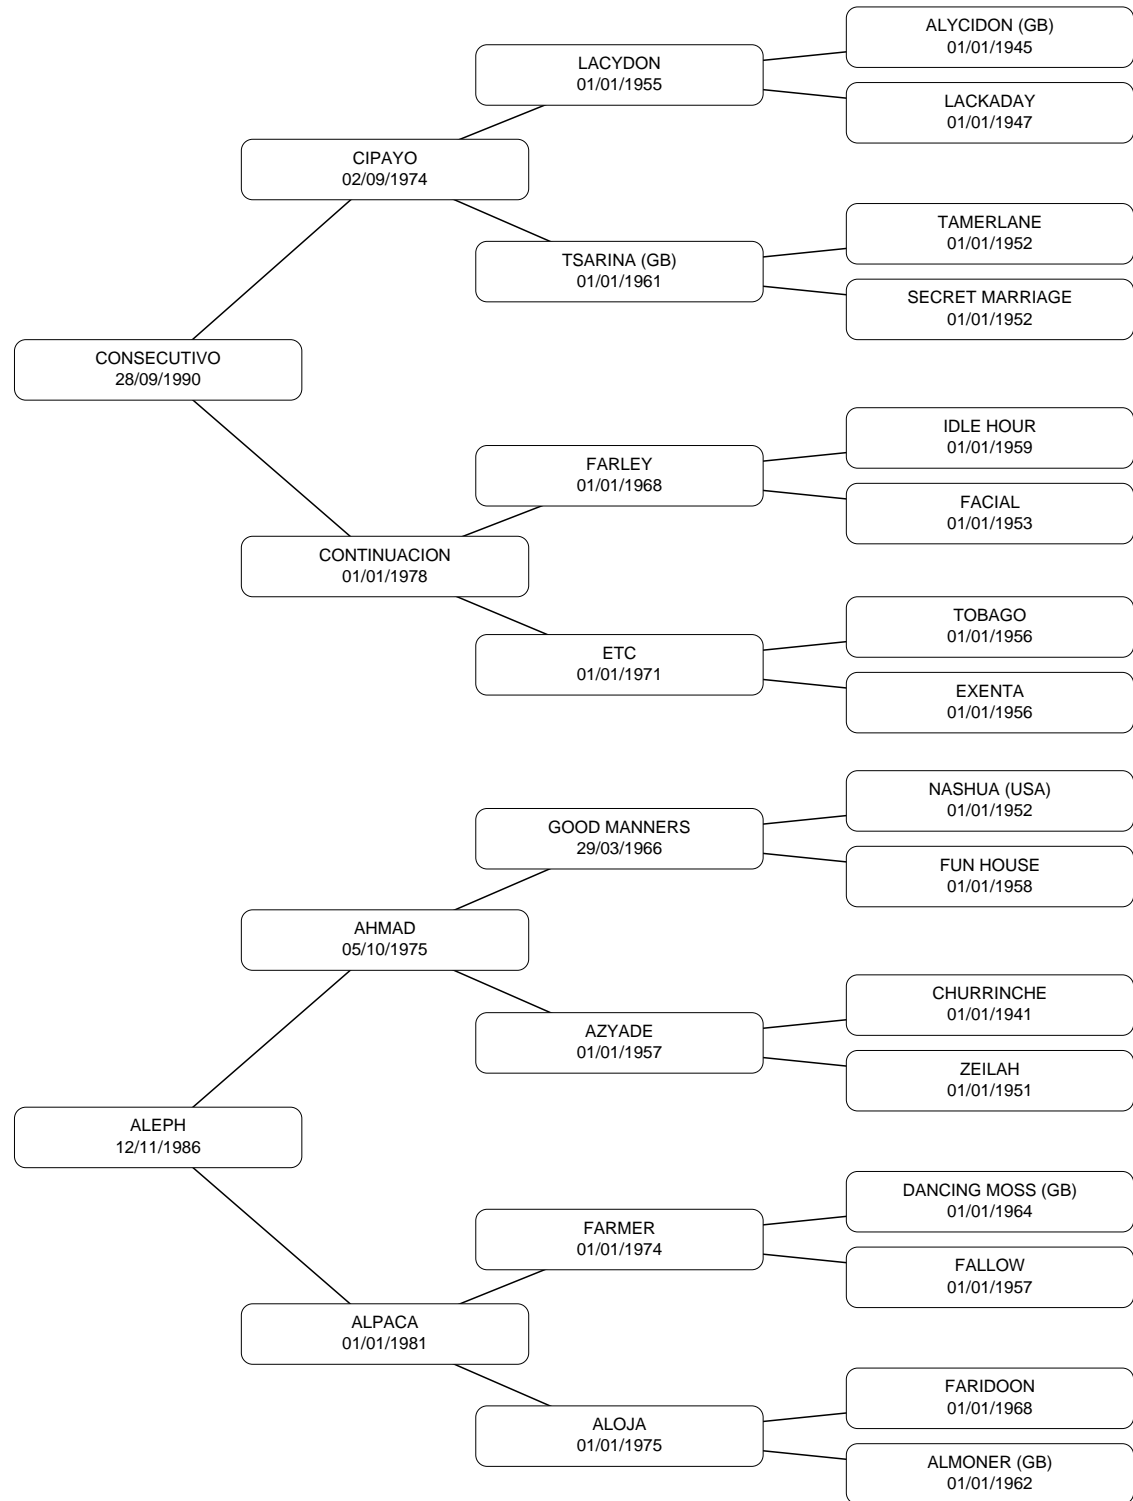 ALYCIDON (GB)
01/01/1945
LACYDON
01/01/1955
LACKADAY
01/01/1947
CIPAYO
02/09/1974
TAMERLANE
01/01/1952
TSARINA (GB)
01/01/1961
SECRET MARRIAGE
01/01/1952
CONSECUTIVO
28/09/1990
IDLE HOUR
01/01/1959
FARLEY
01/01/1968
FACIAL
01/01/1953
CONTINUACION
01/01/1978
TOBAGO
01/01/1956
ETC
01/01/1971
EXENTA
01/01/1956
NASHUA (USA)
01/01/1952
GOOD MANNERS
29/03/1966
FUN HOUSE
01/01/1958
AHMAD
05/10/1975
CHURRINCHE
01/01/1941
AZYADE
01/01/1957
ZEILAH
01/01/1951
ALEPH
12/11/1986
DANCING MOSS (GB)
01/01/1964
FARMER
01/01/1974
FALLOW
01/01/1957
ALPACA
01/01/1981
FARIDOON
01/01/1968
ALOJA
01/01/1975
ALMONER (GB)
01/01/1962